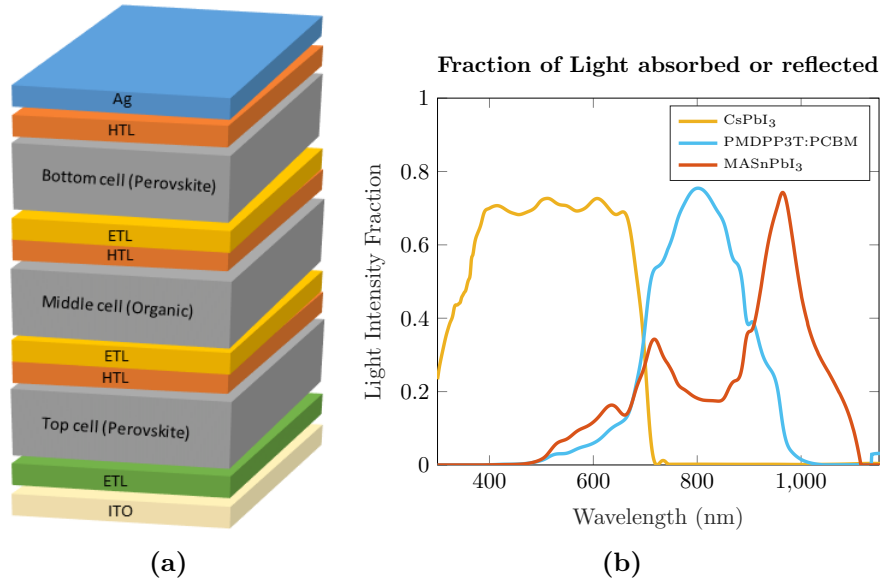 Ag
HTL
Bottom cell (Perovskite)
ETL
HTL
Middle cell (Organic)
ETL
HTL
Top cell (Perovskite)
ETL
ITO
(a)
Fraction of Light absorbed or reflected
1
0.8
0.6
0.4
0.2
0
Light Intensity Fraction
CsPbI₃
PMDPP3T:PCBM
MASnPbI₃
400 600 800 1,000
Wavelength (nm)
(b)